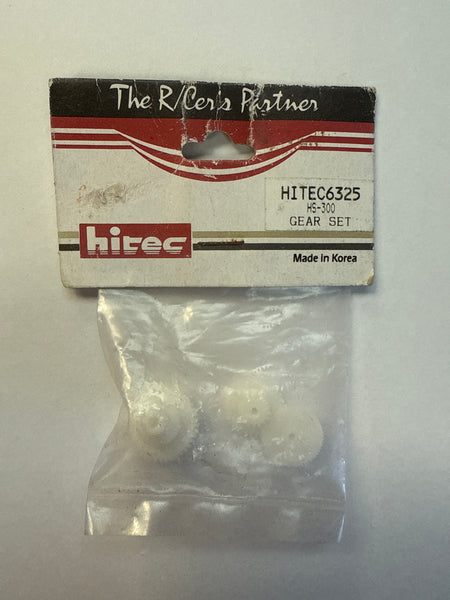 The R/Cer's Partner
HITEC6325
HS-300
GEAR SET
hitec
Made In Korea